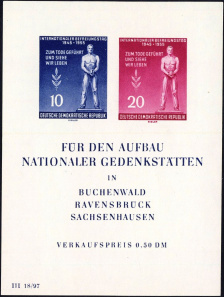 INTERNATIONALER BEFREIUNGSTAG
1945 - 1955
ZUM TODE GEFÜHRT
UND SIEHE
WIR LEBEN
10
DEUTSCHE DEMOKRATISCHE REPUBLIK
INTERNATIONALER BEFREIUNGSTAG
1945 - 1955
ZUM TODE GEFÜHRT
UND SIEHE
WIR LEBEN
20
DEUTSCHE DEMOKRATISCHE REPUBLIK
FÜR DEN AUFBAU
NATIONALER GEDENKSTÄTTEN
IN
BUCHENWALD
RAVENSBRÜCK
SACHSENHAUSEN
VERKAUFSPREIS 0.50 DM
III 18/97